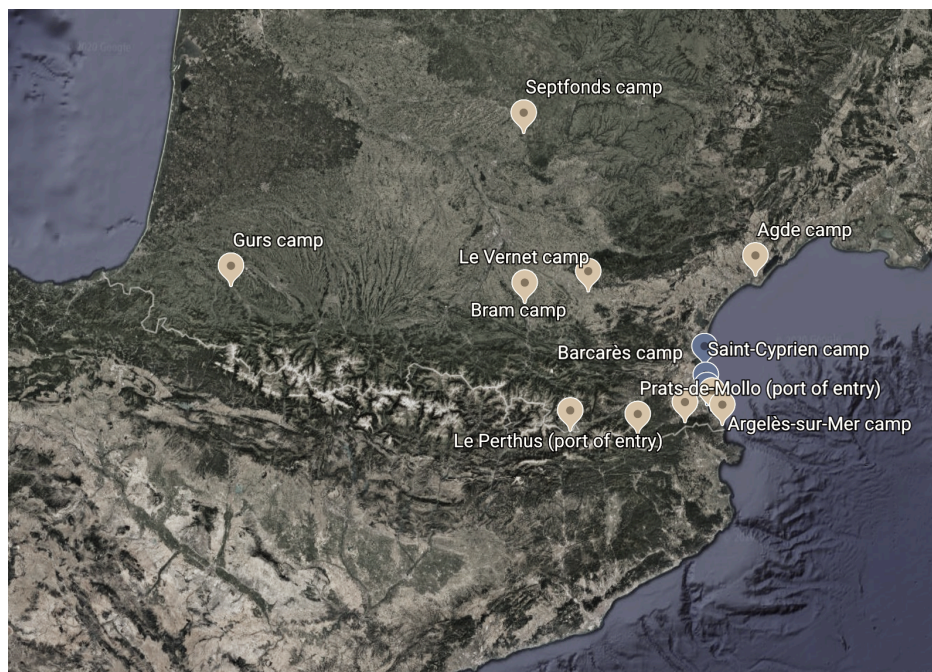 Septfonds camp
Agde camp
Gurs camp
Le Vernet camp
Bram camp
Barcarès camp
Saint-Cyprien camp
Prats-de-Mollo (port of entry)
Argelès-sur-Mer camp
Le Perthus (port of entry)